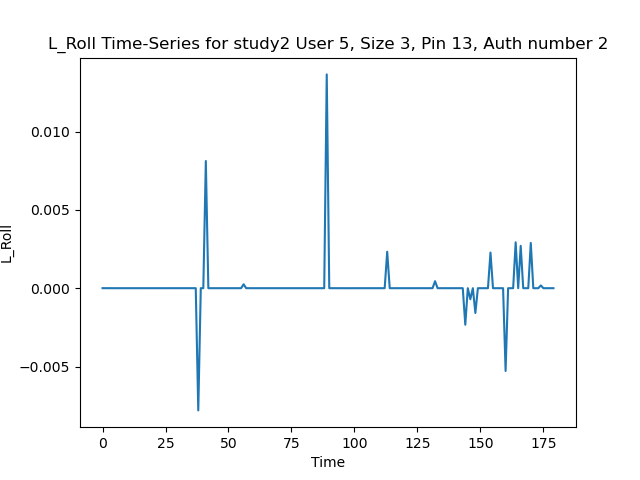 L_Roll Time-Series for study2 User 5, Size 3, Pin 13, Auth number 2
0.010
0.005
0.000
−0.005
L_Roll
0 25 50 75 100 125 150 175
Time